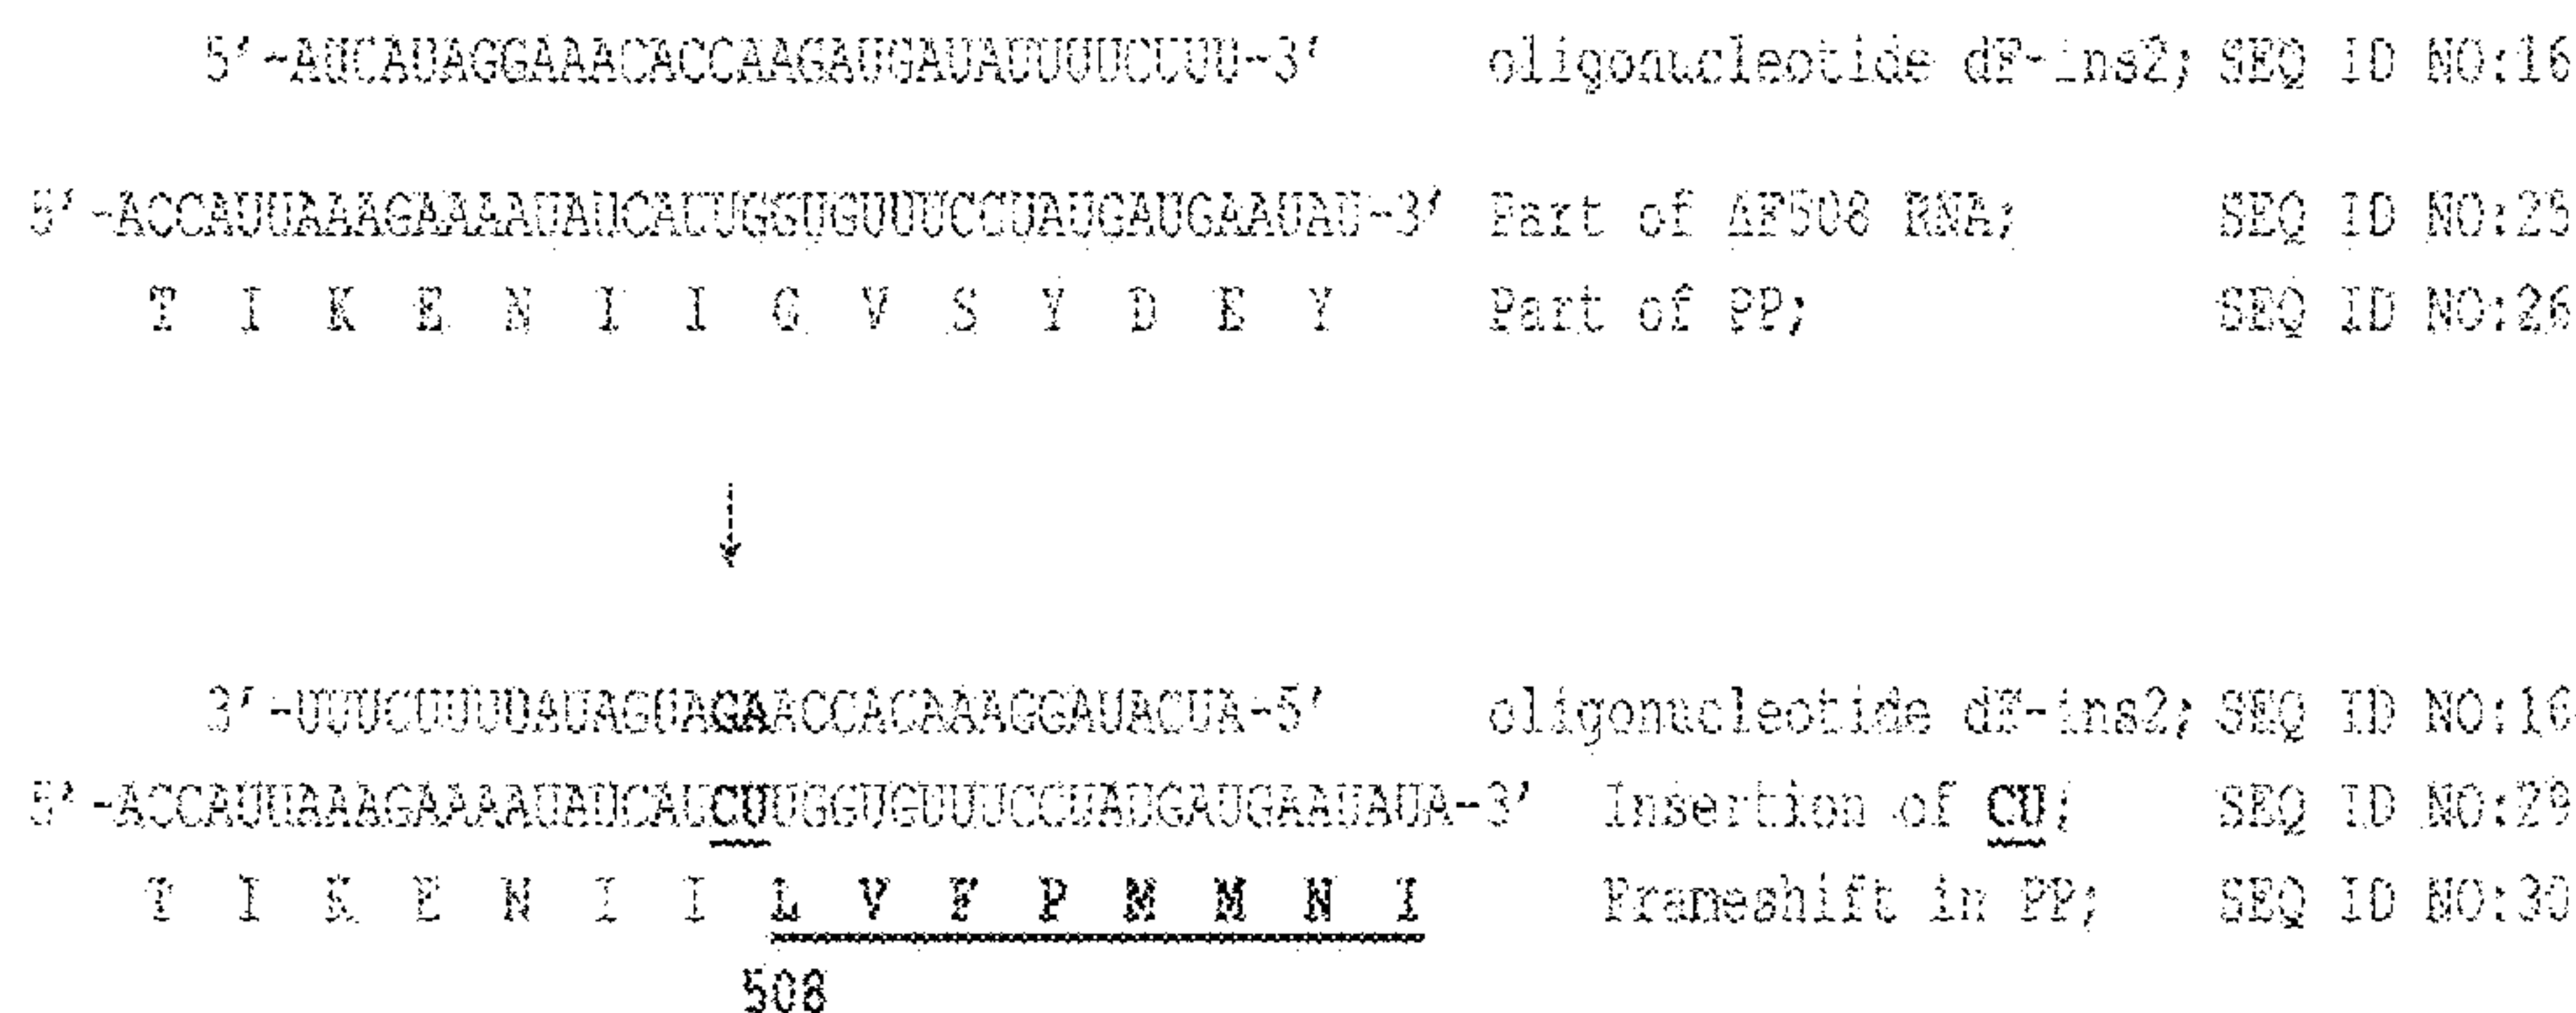 5'-AUCAUAGGAAACACCAAGAUGAUAUUUUCUUU-3' oligonucleotide dF-ins2; SEQ ID NO:16
5'-ACCAUUAAAGAAAAUAUCAUUGGUGUUUCCUAUGAUGAAUAU-3' Part of ΔF508 RNA; SEQ ID NO:25
T I K E N I I G V S Y D E Y Part of PP; SEQ ID NO:26
↓
3'-UUUCUUUUAUAGUAGAACCACAAAGGAUACUA-5' oligonucleotide dF-ins2; SEQ ID NO:16
5'-ACCAUUAAAGAAAAUAUCAUCUUGGUGUUUCCUAUGAUGAAUAUA-3' Insertion of CU; SEQ ID NO:29
T I K E N I I L V F P M M N I Frameshift in PP; SEQ ID NO:30
508